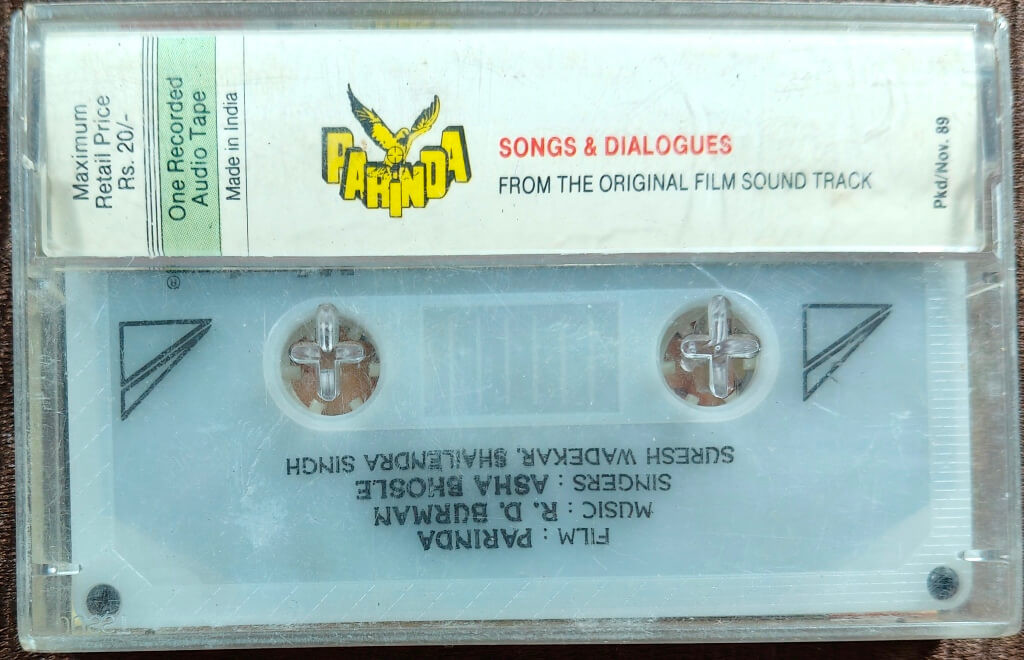 Maximum
Retail Price
Rs. 20/-
One Recorded
Audio Tape
Made in India
PARINDA
SONGS & DIALOGUES
FROM THE ORIGINAL FILM SOUND TRACK
Pkd/Nov. 89
®
FILM : PARINDA
MUSIC : R. D. BURMAN
SINGERS : ASHA BHOSLE
SURESH WADEKAR, SHAILENDRA SINGH